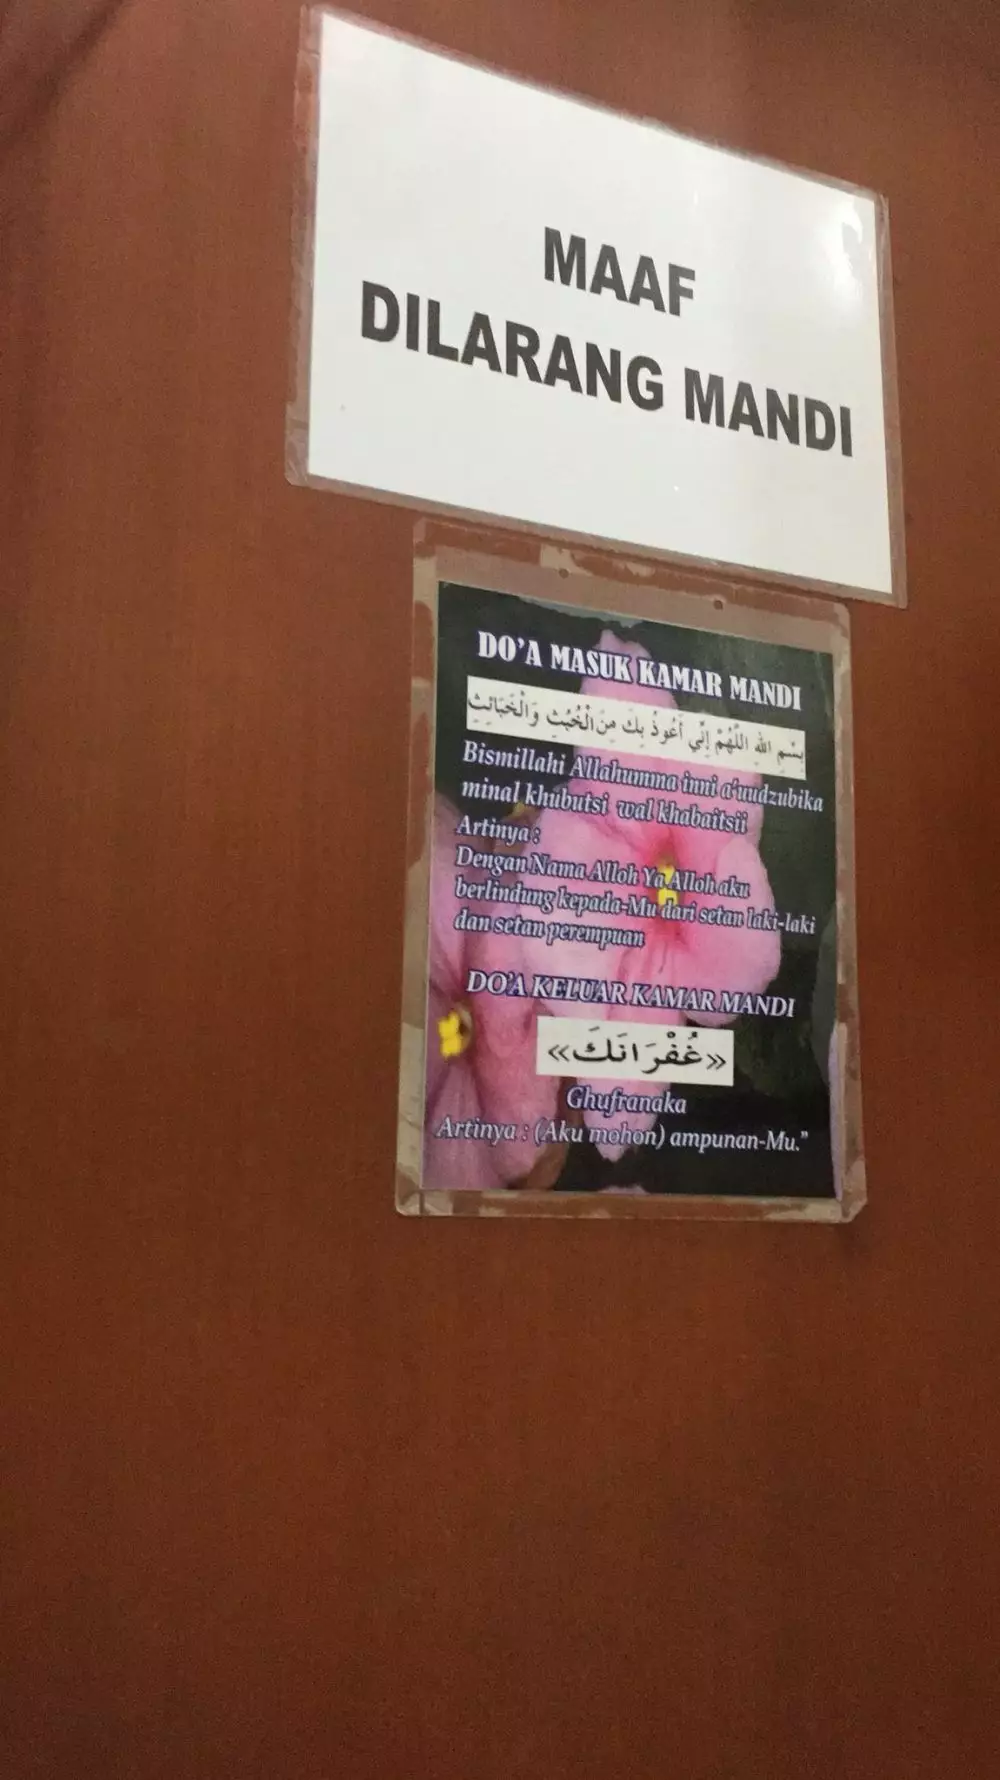 MAAF
DILARANG MANDI
DO'A MASUK KAMAR MANDI
بِسْمِ اللهِ اللَّهُمَّ إِنِّي أَعُوذُ بِكَ مِنَ الْخُبُثِ وَالْخَبَائِثِ
Bismillahi Allahumma inni a'uudzubika
minal khubutsi wal khabaitsii
Artinya :
Dengan Nama Alloh Ya Alloh aku
berlindung kepada-Mu dari setan laki-laki
dan setan perempuan
DO'A KELUAR KAMAR MANDI
«غُفْرَانَكَ»
Ghufranaka
Artinya : (Aku mohon) ampunan-Mu."